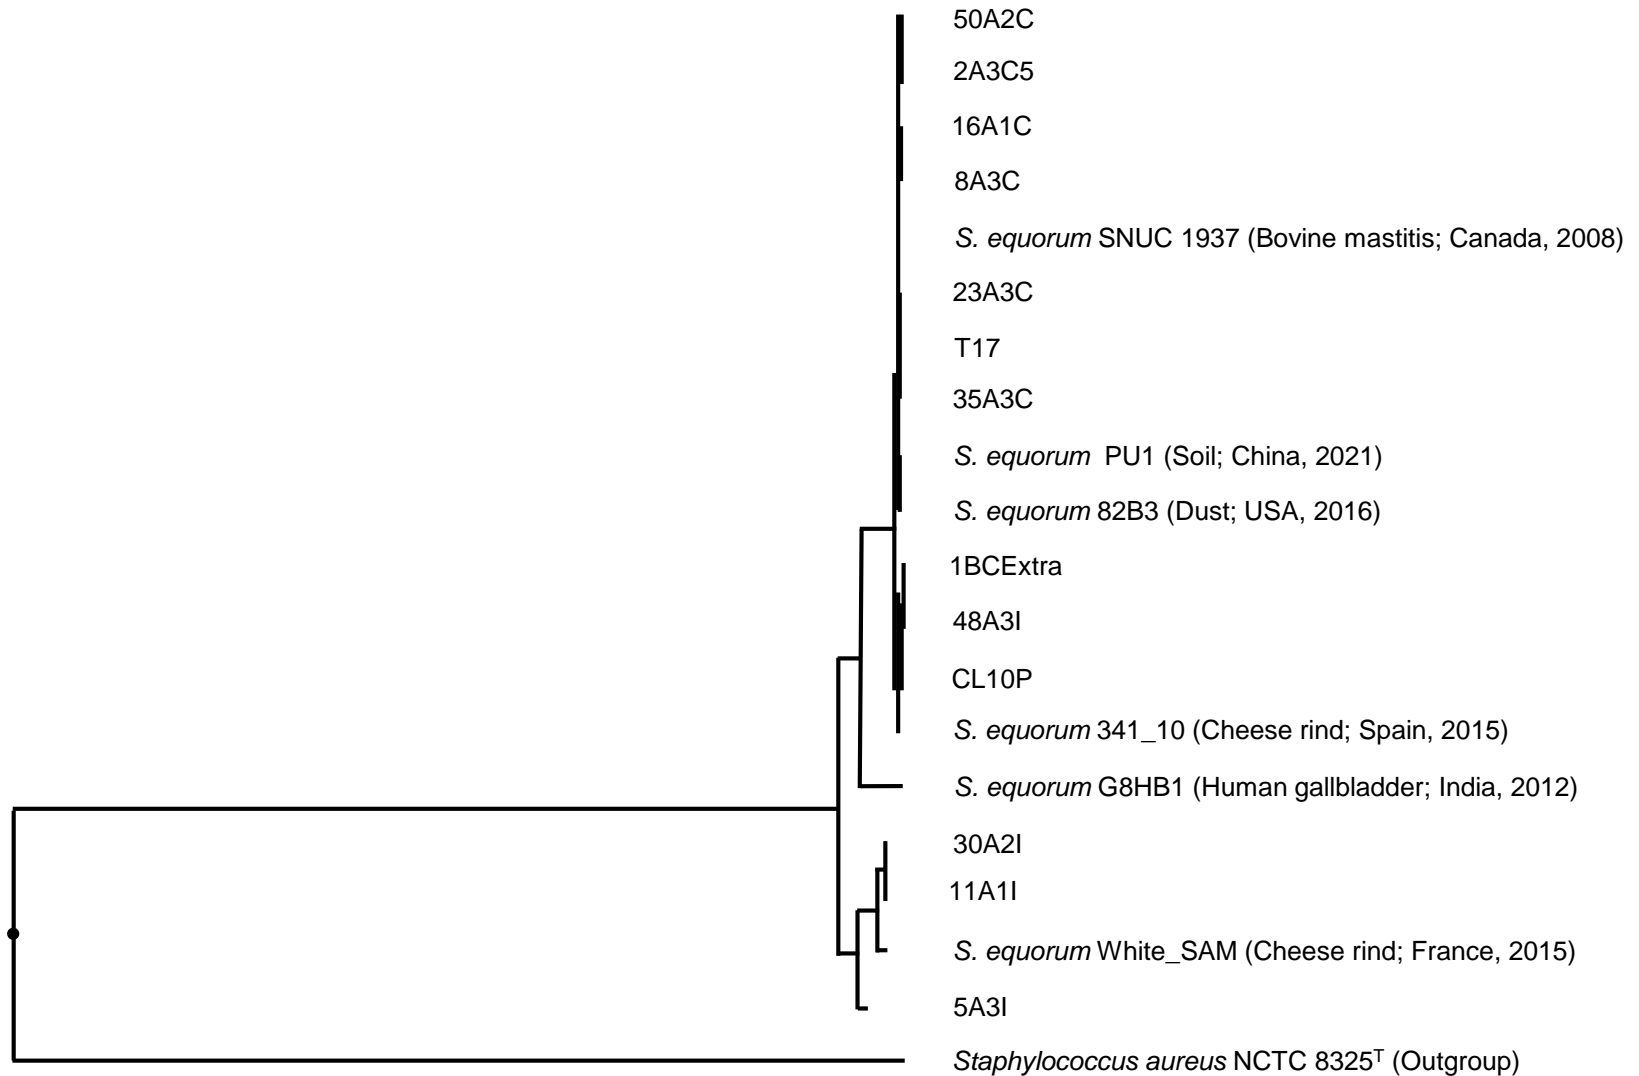 50A2C
2A3C5
16A1C
8A3C
S. equorum SNUC 1937 (Bovine mastitis; Canada, 2008)
23A3C
T17
35A3C
S. equorum PU1 (Soil; China, 2021)
S. equorum 82B3 (Dust; USA, 2016)
1BCExtra
48A3I
CL10P
S. equorum 341_10 (Cheese rind; Spain, 2015)
S. equorum G8HB1 (Human gallbladder; India, 2012)
30A2I
11A1I
S. equorum White_SAM (Cheese rind; France, 2015)
5A3I
Staphylococcus aureus NCTC 8325ᵀ (Outgroup)